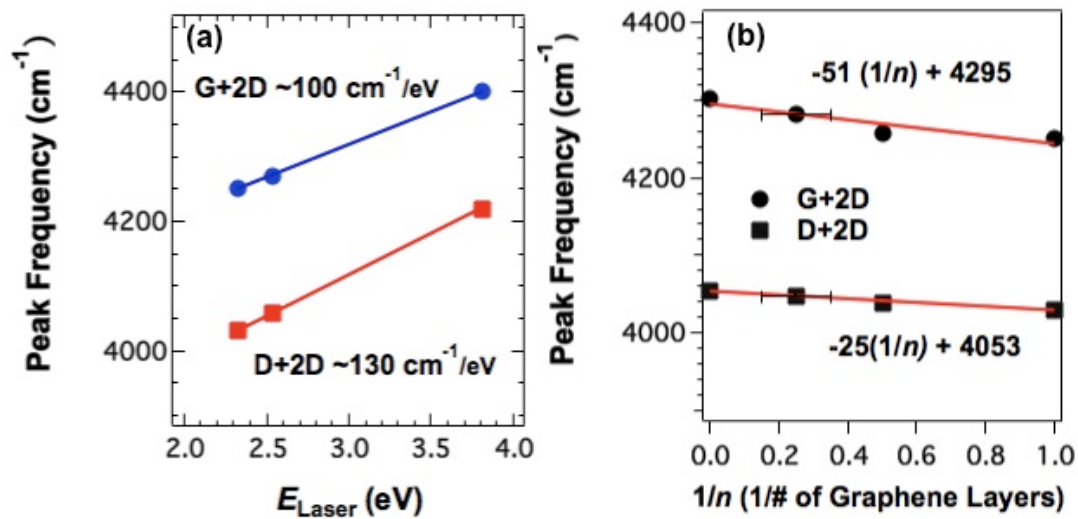 (a)
G+2D ~100 cm⁻¹/eV
D+2D ~130 cm⁻¹/eV
Peak Frequency (cm⁻¹)
4400
4200
4000
2.0 2.5 3.0 3.5 4.0
E_Laser (eV)
(b)
-51 (1/n) + 4295
G+2D
D+2D
-25(1/n) + 4053
Peak Frequency (cm⁻¹)
4400
4200
4000
0.0 0.2 0.4 0.6 0.8 1.0
1/n (1/# of Graphene Layers)